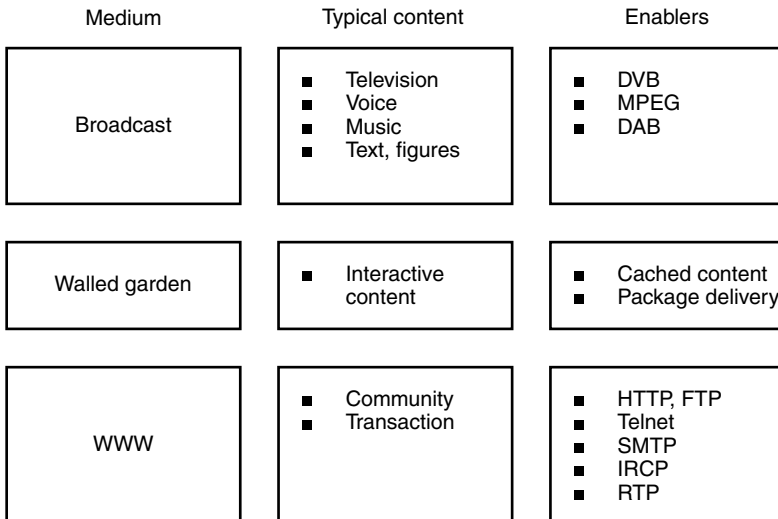 Medium
Typical content
Enablers
Broadcast
■ Television
■ Voice
■ Music
■ Text, figures
■ DVB
■ MPEG
■ DAB
Walled garden
■ Interactive
content
■ Cached content
■ Package delivery
WWW
■ Community
■ Transaction
■ HTTP, FTP
■ Telnet
■ SMTP
■ IRCP
■ RTP